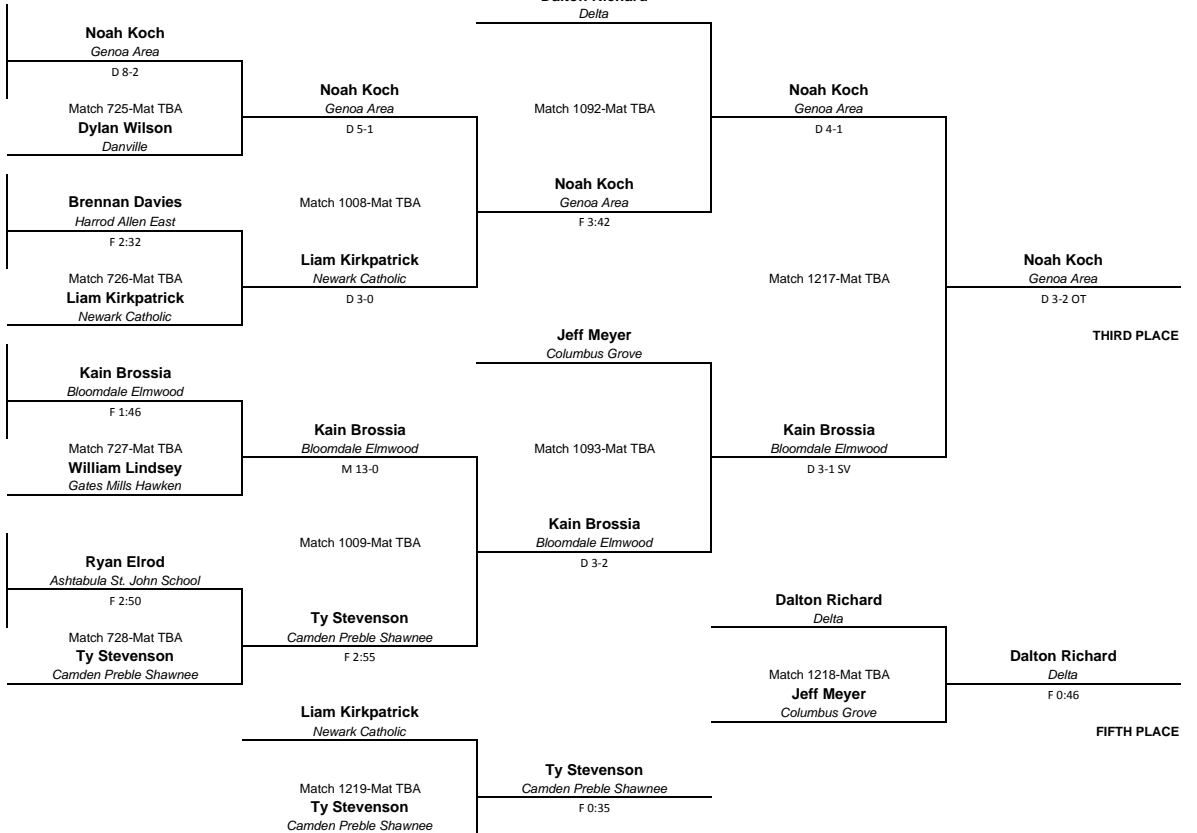 Dalton Richard
Delta
Noah Koch
Genoa Area
D 8-2
Match 725-Mat TBA
Dylan Wilson
Danville
Brennan Davies
Harrod Allen East
F 2:32
Match 726-Mat TBA
Liam Kirkpatrick
Newark Catholic
Kain Brossia
Bloomdale Elmwood
F 1:46
Match 727-Mat TBA
William Lindsey
Gates Mills Hawken
Ryan Elrod
Ashtabula St. John School
F 2:50
Match 728-Mat TBA
Ty Stevenson
Camden Preble Shawnee
Noah Koch
Genoa Area
D 5-1
Match 1008-Mat TBA
Liam Kirkpatrick
Newark Catholic
D 3-0
Kain Brossia
Bloomdale Elmwood
M 13-0
Match 1009-Mat TBA
Ty Stevenson
Camden Preble Shawnee
F 2:55
Liam Kirkpatrick
Newark Catholic
Match 1219-Mat TBA
Ty Stevenson
Camden Preble Shawnee
Match 1092-Mat TBA
Noah Koch
Genoa Area
F 3:42
Jeff Meyer
Columbus Grove
Match 1093-Mat TBA
Kain Brossia
Bloomdale Elmwood
D 3-2
Ty Stevenson
Camden Preble Shawnee
F 0:35
Noah Koch
Genoa Area
D 4-1
Match 1217-Mat TBA
Kain Brossia
Bloomdale Elmwood
D 3-1 SV
Dalton Richard
Delta
Match 1218-Mat TBA
Jeff Meyer
Columbus Grove
Noah Koch
Genoa Area
D 3-2 OT
THIRD PLACE
Dalton Richard
Delta
F 0:46
FIFTH PLACE